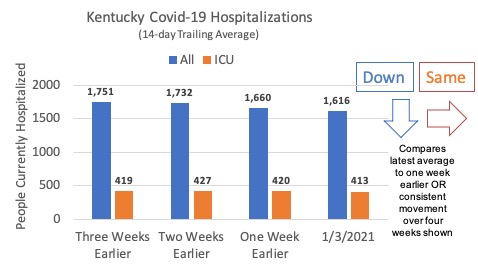 Kentucky Covid-19 Hospitalizations
(14-day Trailing Average)
All ICU
People Currently Hospitalized
2000
1500
1000
500
0
1,751
419
1,732
427
1,660
420
1,616
413
Three Weeks
Earlier
Two Weeks
Earlier
One Week
Earlier
1/3/2021
Down
Same
Compares
latest average
to one week
earlier OR
consistent
movement
over four
weeks shown